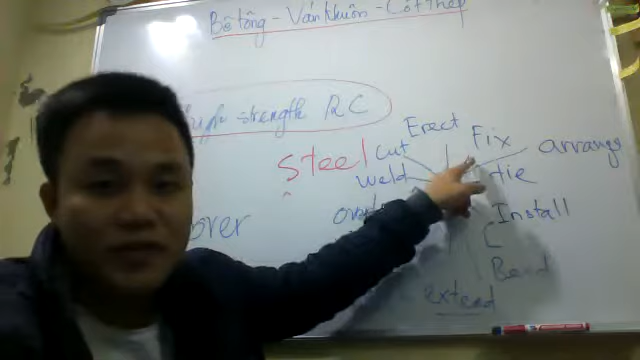 Bê tông - Ván khuôn - Cốt thép
High strength RC
Erect
Fix
arrange
Steel
cut
weld
tie
Install
over
Bend
extend